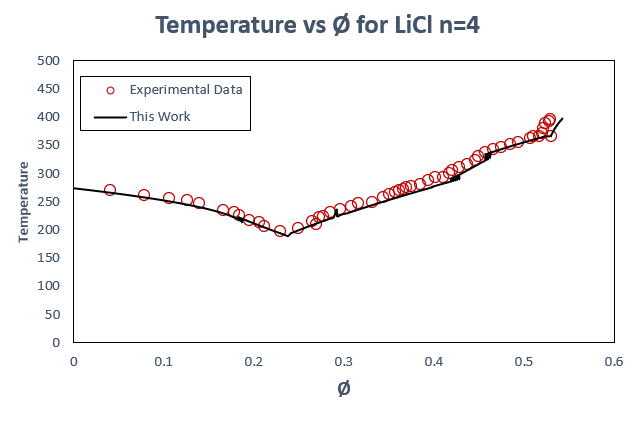 Temperature vs Ø for LiCl n=4
500
450
400
350
300
250
200
150
100
50
0
Temperature
Experimental Data
This Work
0 0.1 0.2 0.3 0.4 0.5 0.6
Ø